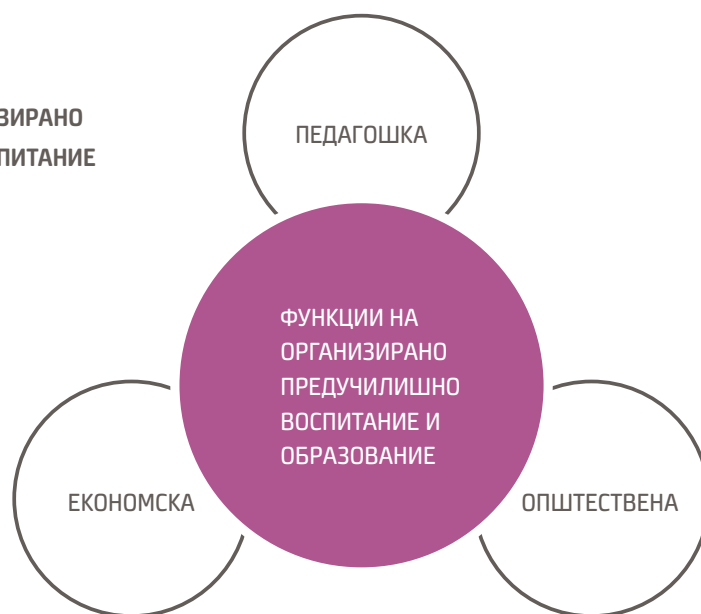 ЗИРАНО
ПИТАНИЕ
ПЕДАГОШКА
ФУНКЦИИ НА
ОРГАНИЗИРАНО
ПРЕДУЧИЛИШНО
ВОСПИТАНИЕ И
ОБРАЗОВАНИЕ
ЕКОНОМСКА
ОПШТЕСТВЕНА